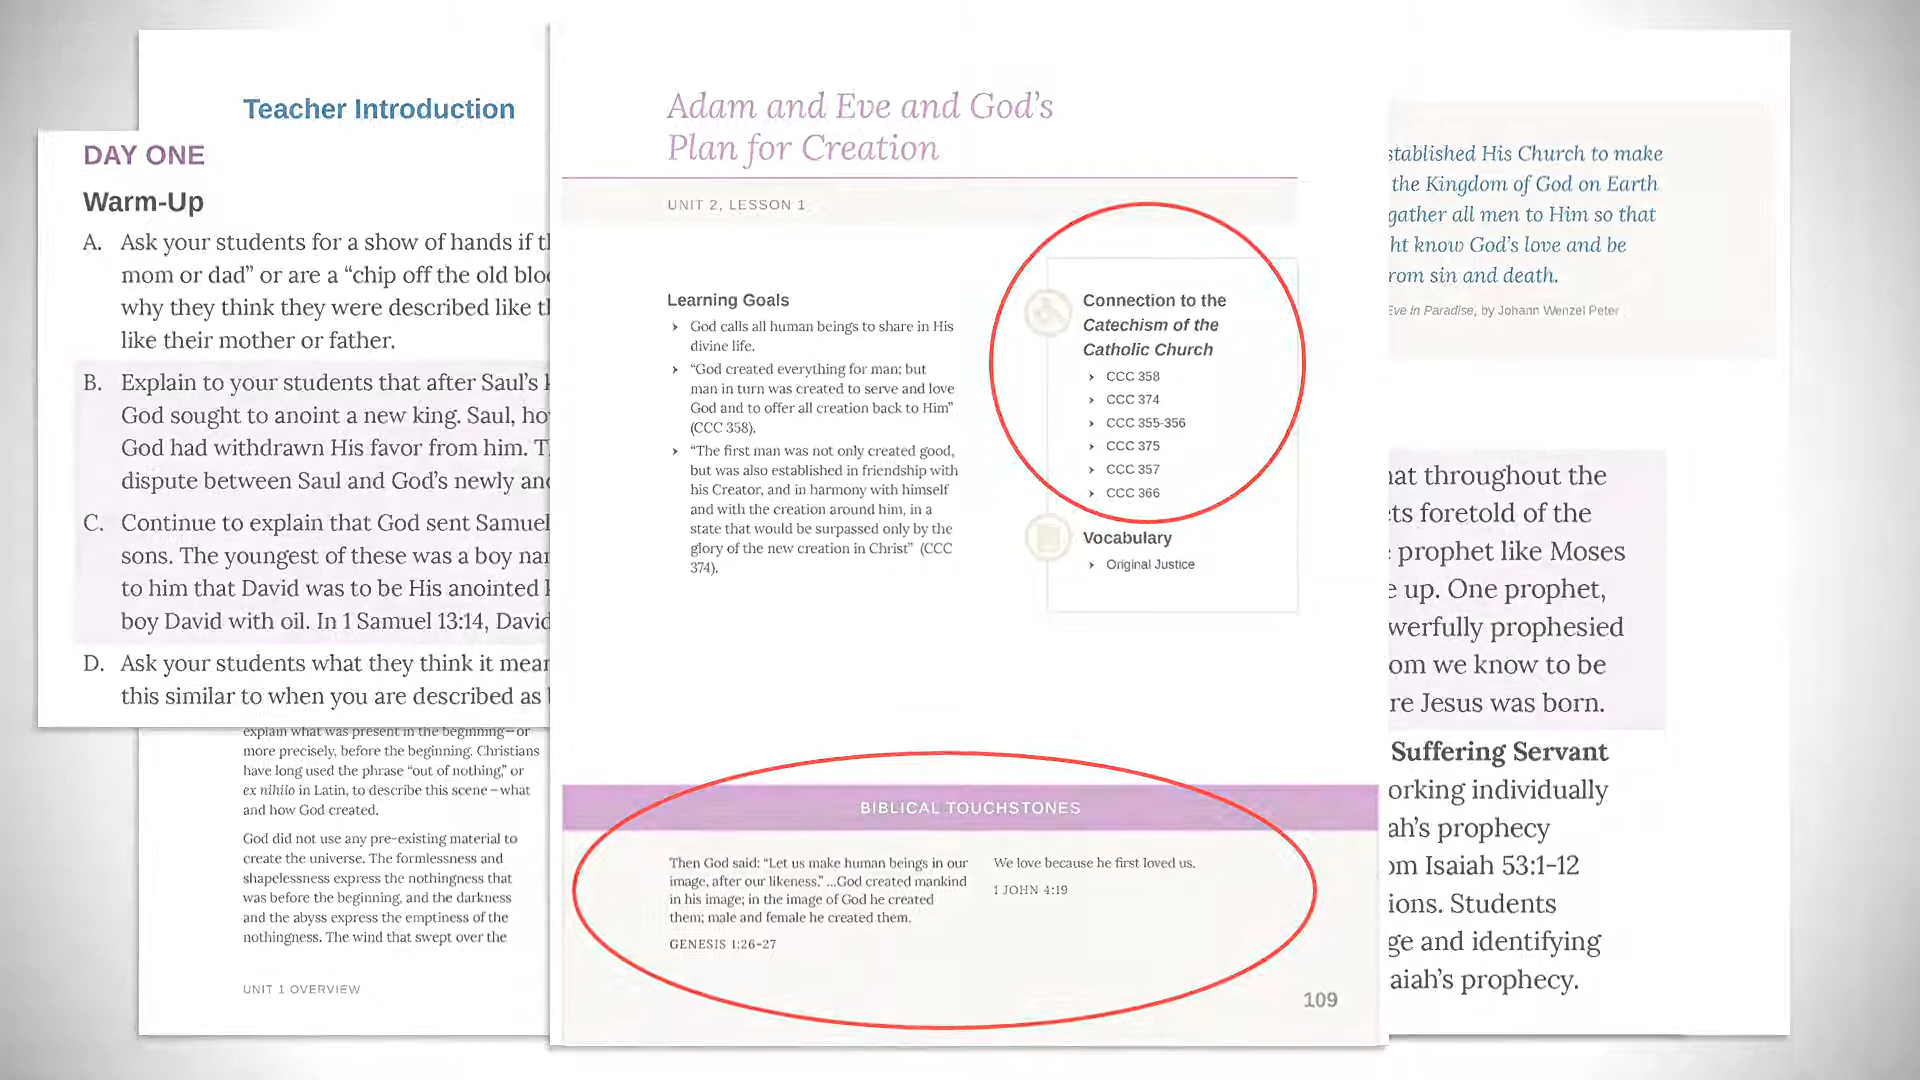 Teacher Introduction
DAY ONE
Warm-Up
A. Ask your students for a show of hands if
mom or dad” or are a “chip off the old
why they think they were described like
like their mother or father.
B. Explain to your students that after Saul’s
God sought to anoint a new king. Saul,
God had withdrawn His favor from him.
dispute between Saul and God’s newly
C. Continue to explain that God sent Samuel
sons. The youngest of these was a boy
to him that David was to be His anointed
boy David with oil. In 1 Samuel 13:14, David
D. Ask your students what they think it
this similar to when you are described as
explain what was present in the beginning—or
more precisely, before the beginning. Christians
have long used the phrase “out of nothing,” or
ex nihilo in Latin, to describe this scene—what
and how God created.
God did not use any pre-existing material to
create the universe. The formlessness and
shapelessness express the nothingness that
was before the beginning, and the darkness
and the abyss express the emptiness of the
nothingness. The wind that swept over the
UNIT 1 OVERVIEW
Adam and Eve and God’s
Plan for Creation
UNIT 2, LESSON 1
Learning Goals
› God calls all human beings to share in His
divine life.
› “God created everything for man; but
man in turn was created to serve and love
God and to offer all creation back to Him”
(CCC 358).
› “The first man was not only created good,
but was also established in friendship with
his Creator, and in harmony with himself
and with the creation around him, in a
state that would be surpassed only by the
glory of the new creation in Christ” (CCC
374).
Connection to the
Catechism of the
Catholic Church
› CCC 358
› CCC 374
› CCC 355-356
› CCC 375
› CCC 357
› CCC 366
Vocabulary
› Original Justice
BIBLICAL TOUCHSTONES
Then God said: “Let us make human beings in our
image, after our likeness.” ...God created mankind
in his image; in the image of God he created
them; male and female he created them.
GENESIS 1:26-27
We love because he first loved us.
1 JOHN 4:19
109
stablished His Church to make
the Kingdom of God on Earth
gather all men to Him so that
ht know God’s love and be
rom sin and death.
Eve in Paradise, by Johann Wenzel Peter
hat throughout the
ts foretold of the
prophet like Moses
e up. One prophet,
werfully prophesied
om we know to be
re Jesus was born.
Suffering Servant
orking individually
ah’s prophecy
om Isaiah 53:1–12
ions. Students
ge and identifying
aiah’s prophecy.